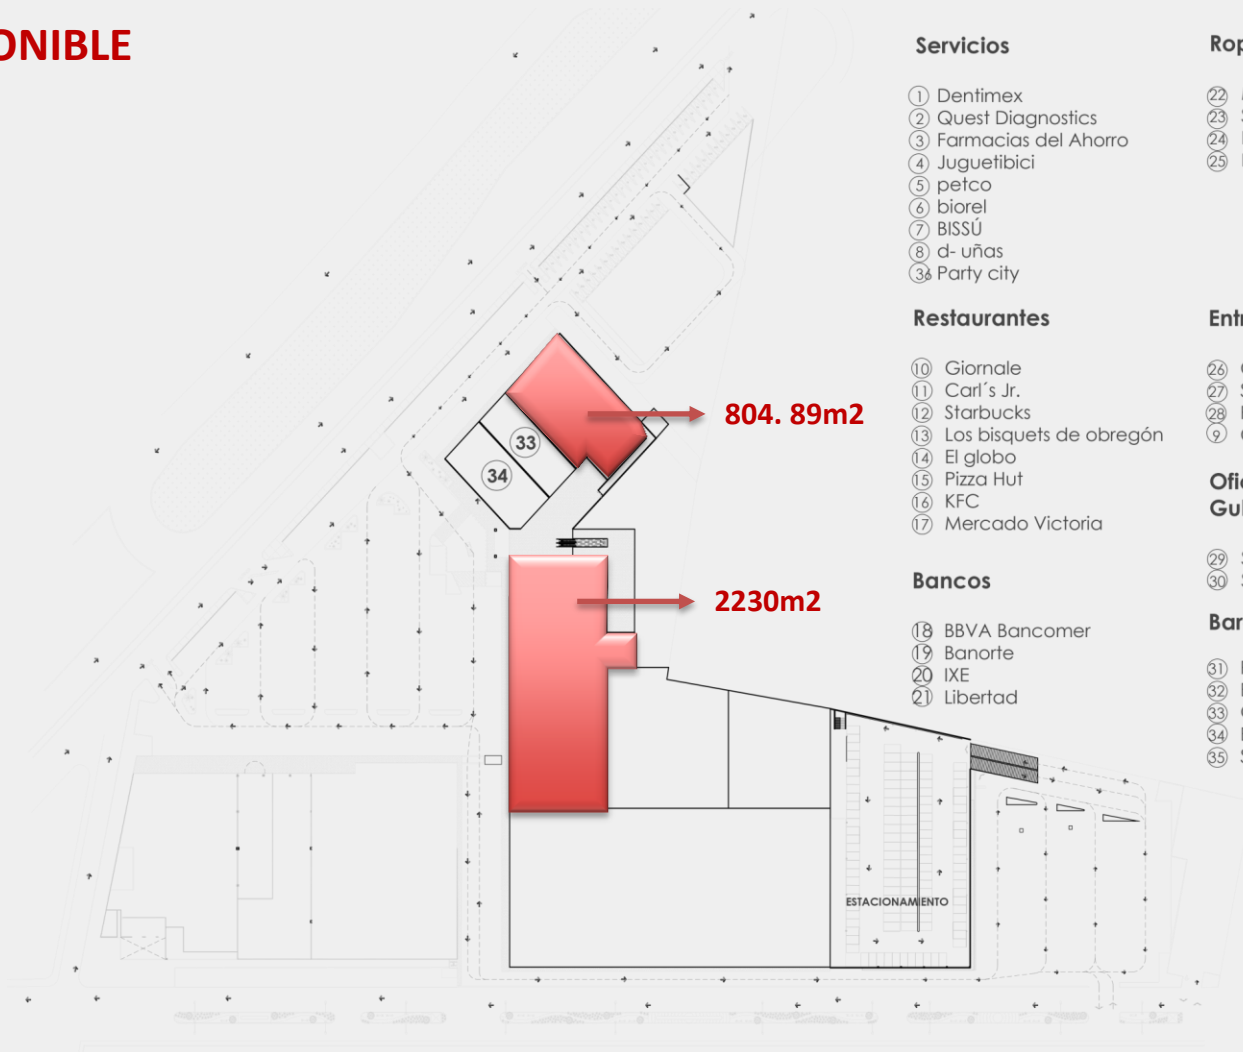 ONIBLE
Servicios
1 Dentimex
2 Quest Diagnostics
3 Farmacias del Ahorro
4 Juguetibici
5 petco
6 biorel
7 BISSÚ
8 d- uñas
36 Party city
Restaurantes
10 Giornale
11 Carl´s Jr.
12 Starbucks
13 Los bisquets de obregón
14 El globo
15 Pizza Hut
16 KFC
17 Mercado Victoria
Bancos
18 BBVA Bancomer
19 Banorte
20 IXE
21 Libertad
Rop
22
23
24
25
Entr
26
27
28
9
Ofi
Gu
29
30
Bar
31
32
33
34
35
804. 89m2
33
34
2230m2
ESTACIONAMIENTO